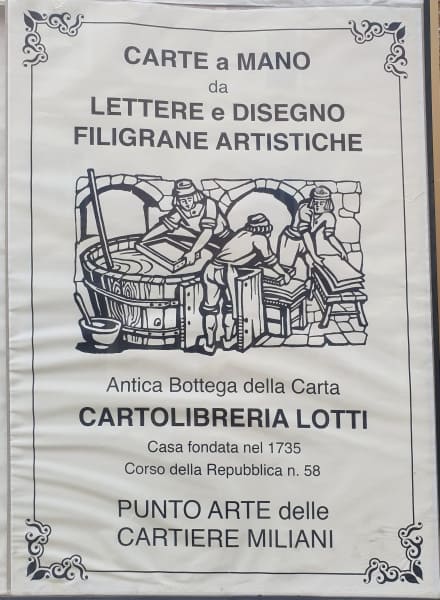 CARTE a MANO
da
LETTERE e DISEGNO
FILIGRANE ARTISTICHE
Antica Bottega della Carta
CARTOLIBRERIA LOTTI
Casa fondata nel 1735
Corso della Repubblica n. 58
PUNTO ARTE delle
CARTIERE MILIANI